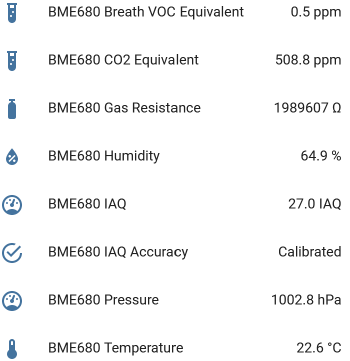 BME680 Breath VOC Equivalent 0.5 ppm
BME680 CO2 Equivalent 508.8 ppm
BME680 Gas Resistance 1989607 Ω
BME680 Humidity 64.9 %
BME680 IAQ 27.0 IAQ
BME680 IAQ Accuracy Calibrated
BME680 Pressure 1002.8 hPa
BME680 Temperature 22.6 °C